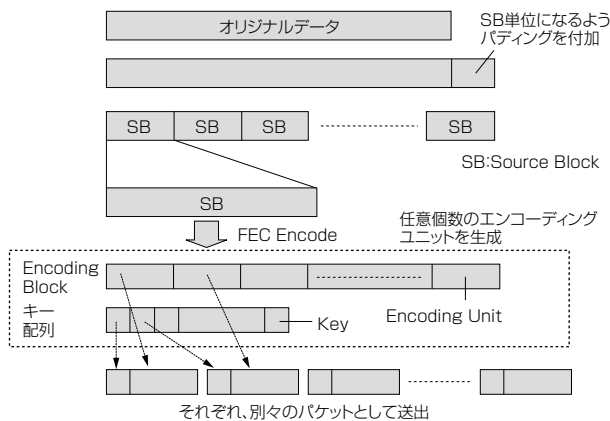 オリジナルデータ
SB単位になるよう
パディングを付加
SB
SB
SB
SB
SB:Source Block
SB
FEC Encode
任意個数のエンコーディング
ユニットを生成
Encoding
Block
Encoding Unit
キー
配列
Key
それぞれ、別々のパケットとして送出